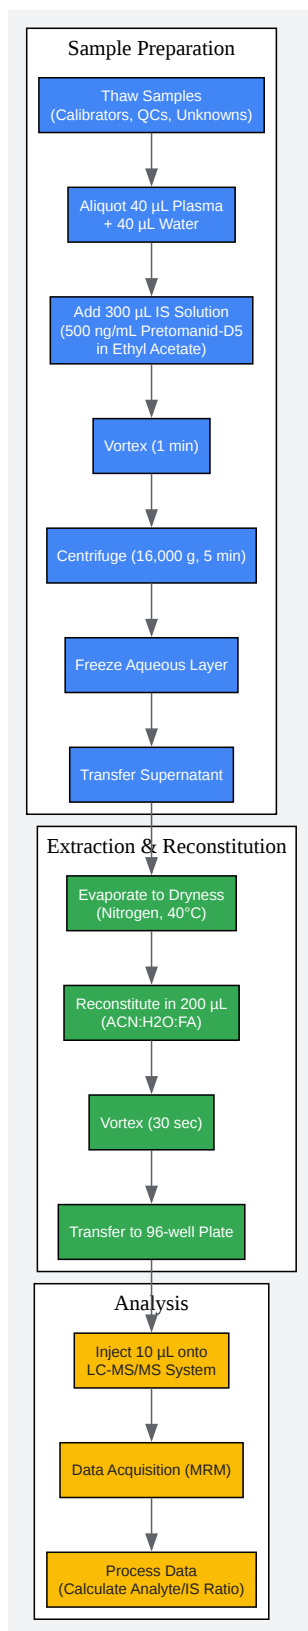 Sample Preparation
Thaw Samples
(Calibrators, QCs, Unknowns)
Aliquot 40 µL Plasma
+ 40 µL Water
Add 300 µL IS Solution
(500 ng/mL Pretomanid-D5
in Ethyl Acetate)
Vortex (1 min)
Centrifuge (16,000 g, 5 min)
Freeze Aqueous Layer
Transfer Supernatant
Extraction & Reconstitution
Evaporate to Dryness
(Nitrogen, 40°C)
Reconstitute in 200 µL
(ACN:H2O:FA)
Vortex (30 sec)
Transfer to 96-well Plate
Analysis
Inject 10 µL onto
LC-MS/MS System
Data Acquisition (MRM)
Process Data
(Calculate Analyte/IS Ratio)